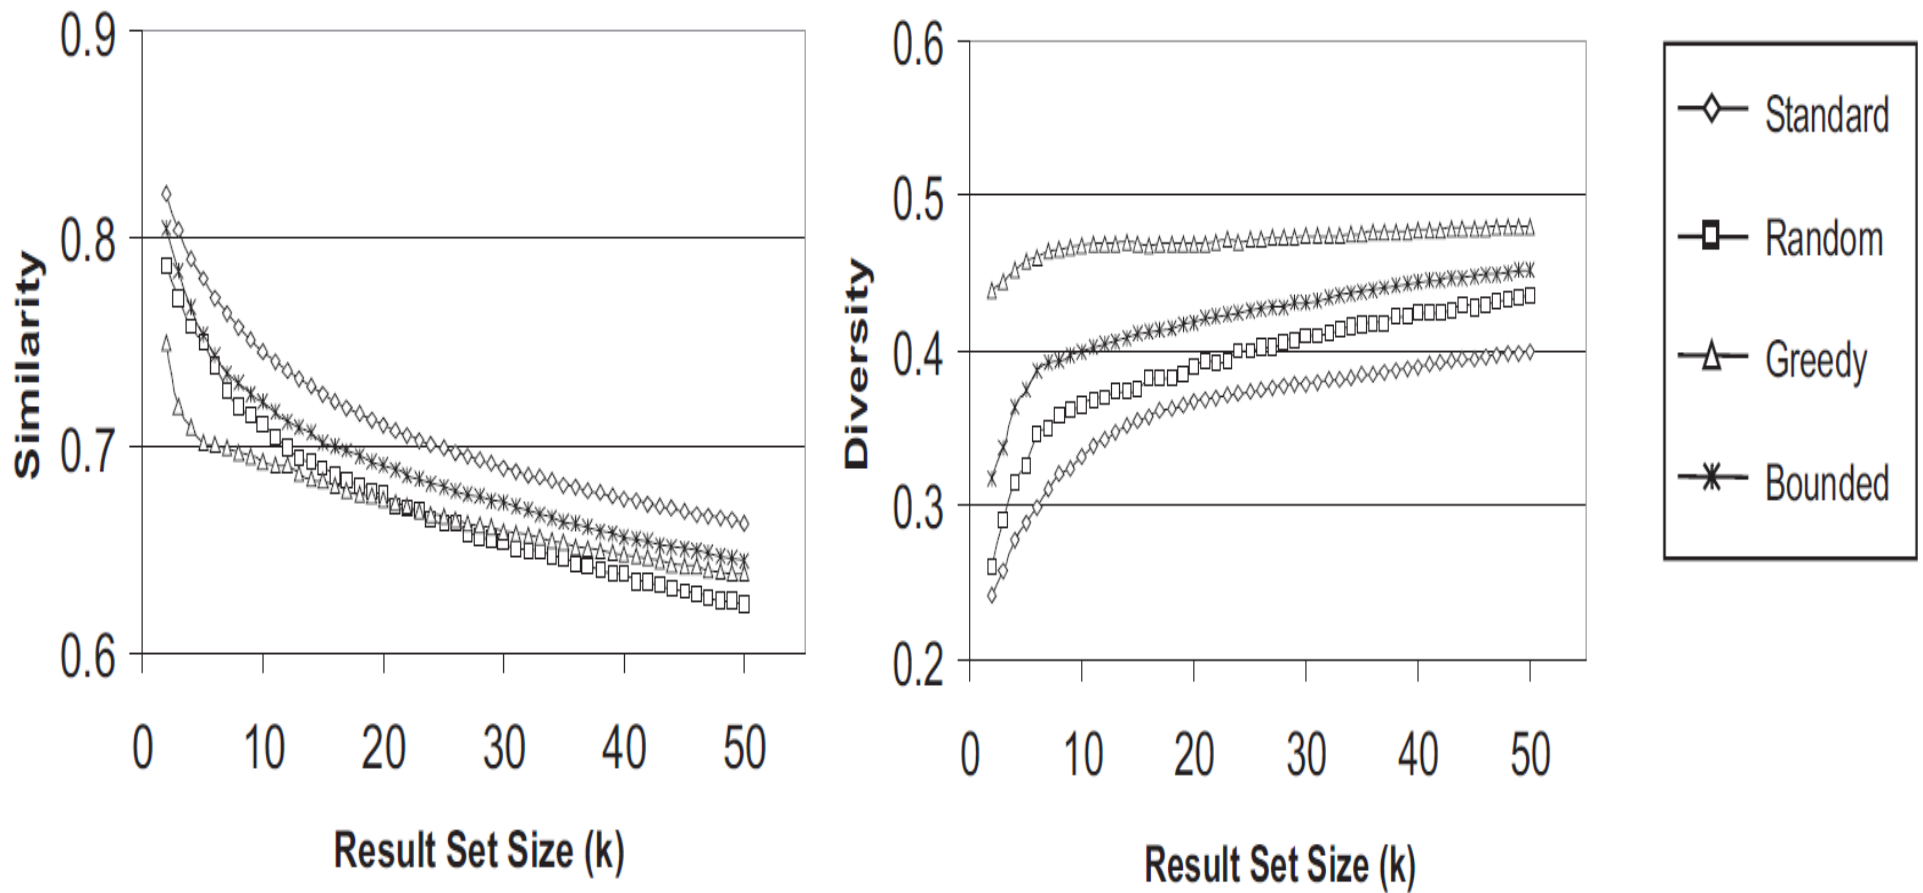 0.9
0.8
0.7
0.6
Similarity
0 10 20 30 40 50
Result Set Size (k)
0.6
0.5
0.4
0.3
0.2
Diversity
0 10 20 30 40 50
Result Set Size (k)
Standard
Random
Greedy
Bounded